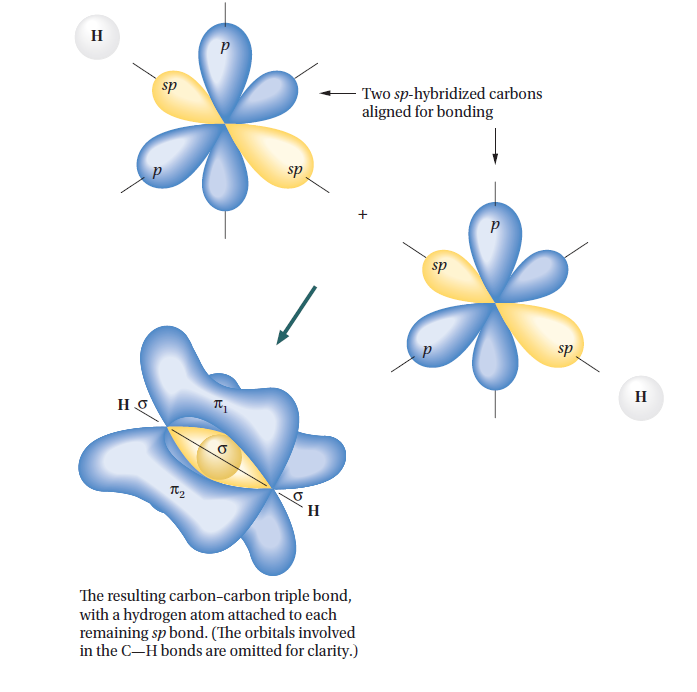 H
p
sp
p
sp
Two sp-hybridized carbons
aligned for bonding
+
p
sp
p
sp
H
H σ
π1
σ
π2
σ
H
The resulting carbon–carbon triple bond,
with a hydrogen atom attached to each
remaining sp bond. (The orbitals involved
in the C—H bonds are omitted for clarity.)